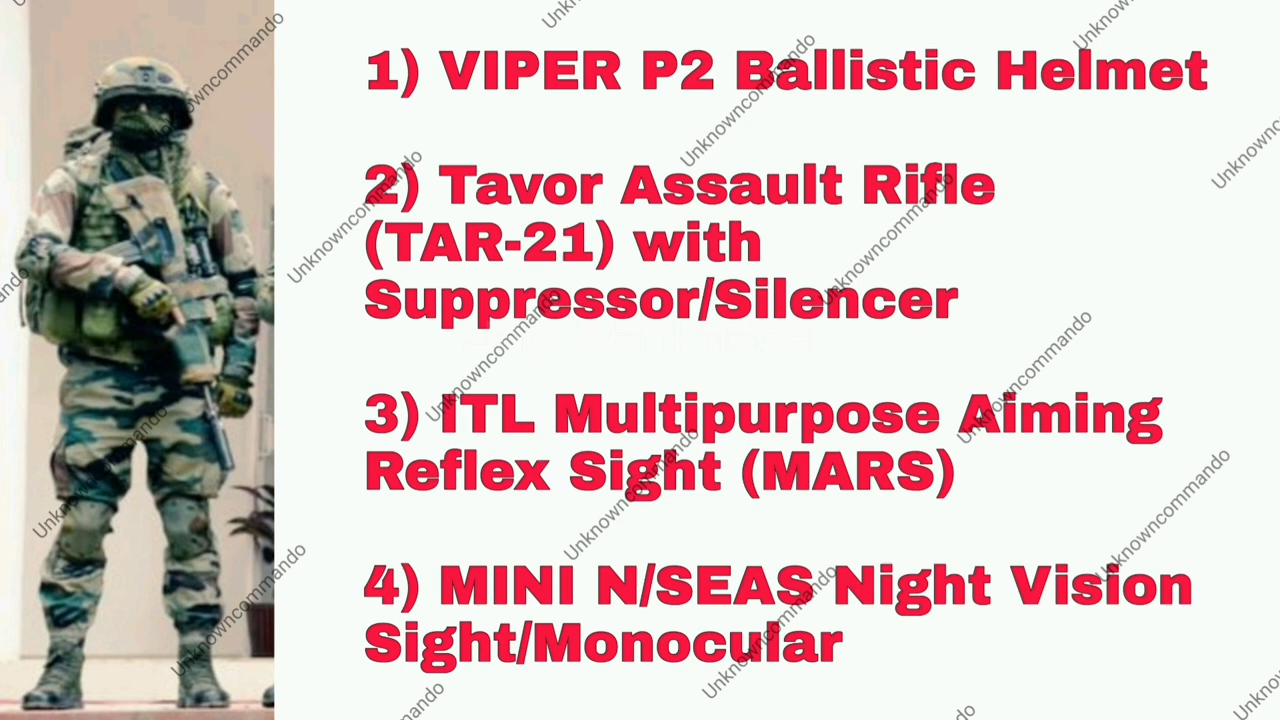 1) VIPER P2 Ballistic Helmet
2) Tavor Assault Rifle
(TAR-21) with
Suppressor/Silencer
3) ITL Multipurpose Aiming
Reflex Sight (MARS)
4) MINI N/SEAS Night Vision
Sight/Monocular
Unknowncommando